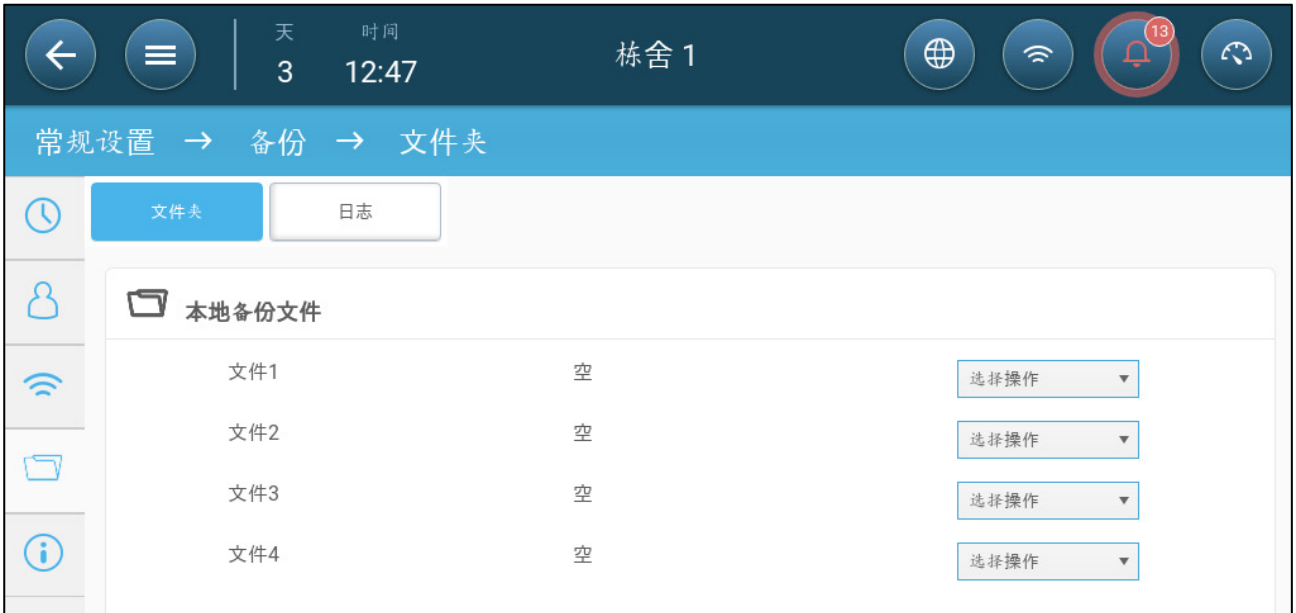 天 时间
3 12:47 栋舍 1 13
常规设置 → 备份 → 文件夹
文件夹 日志
本地备份文件
文件1 空 选择操作
文件2 空 选择操作
文件3 空 选择操作
文件4 空 选择操作